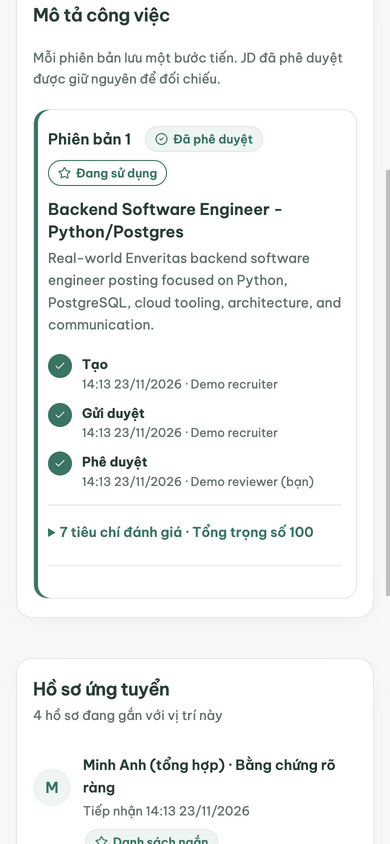 Mô tả công việc
Mỗi phiên bản lưu một bước tiến. JD đã phê duyệt
được giữ nguyên để đối chiếu.
Phiên bản 1 Đã phê duyệt
Đang sử dụng
Backend Software Engineer -
Python/Postgres
Real-world Enveritas backend software
engineer posting focused on Python,
PostgreSQL, cloud tooling, architecture, and
communication.
Tạo
14:13 23/11/2026 · Demo recruiter
Gửi duyệt
14:13 23/11/2026 · Demo recruiter
Phê duyệt
14:13 23/11/2026 · Demo reviewer (bạn)
7 tiêu chí đánh giá · Tổng trọng số 100
Hồ sơ ứng tuyển
4 hồ sơ đang gắn với vị trí này
M
Minh Anh (tổng hợp) · Bằng chứng rõ
ràng
Tiếp nhận 14:13 23/11/2026
Danh sách ngắn